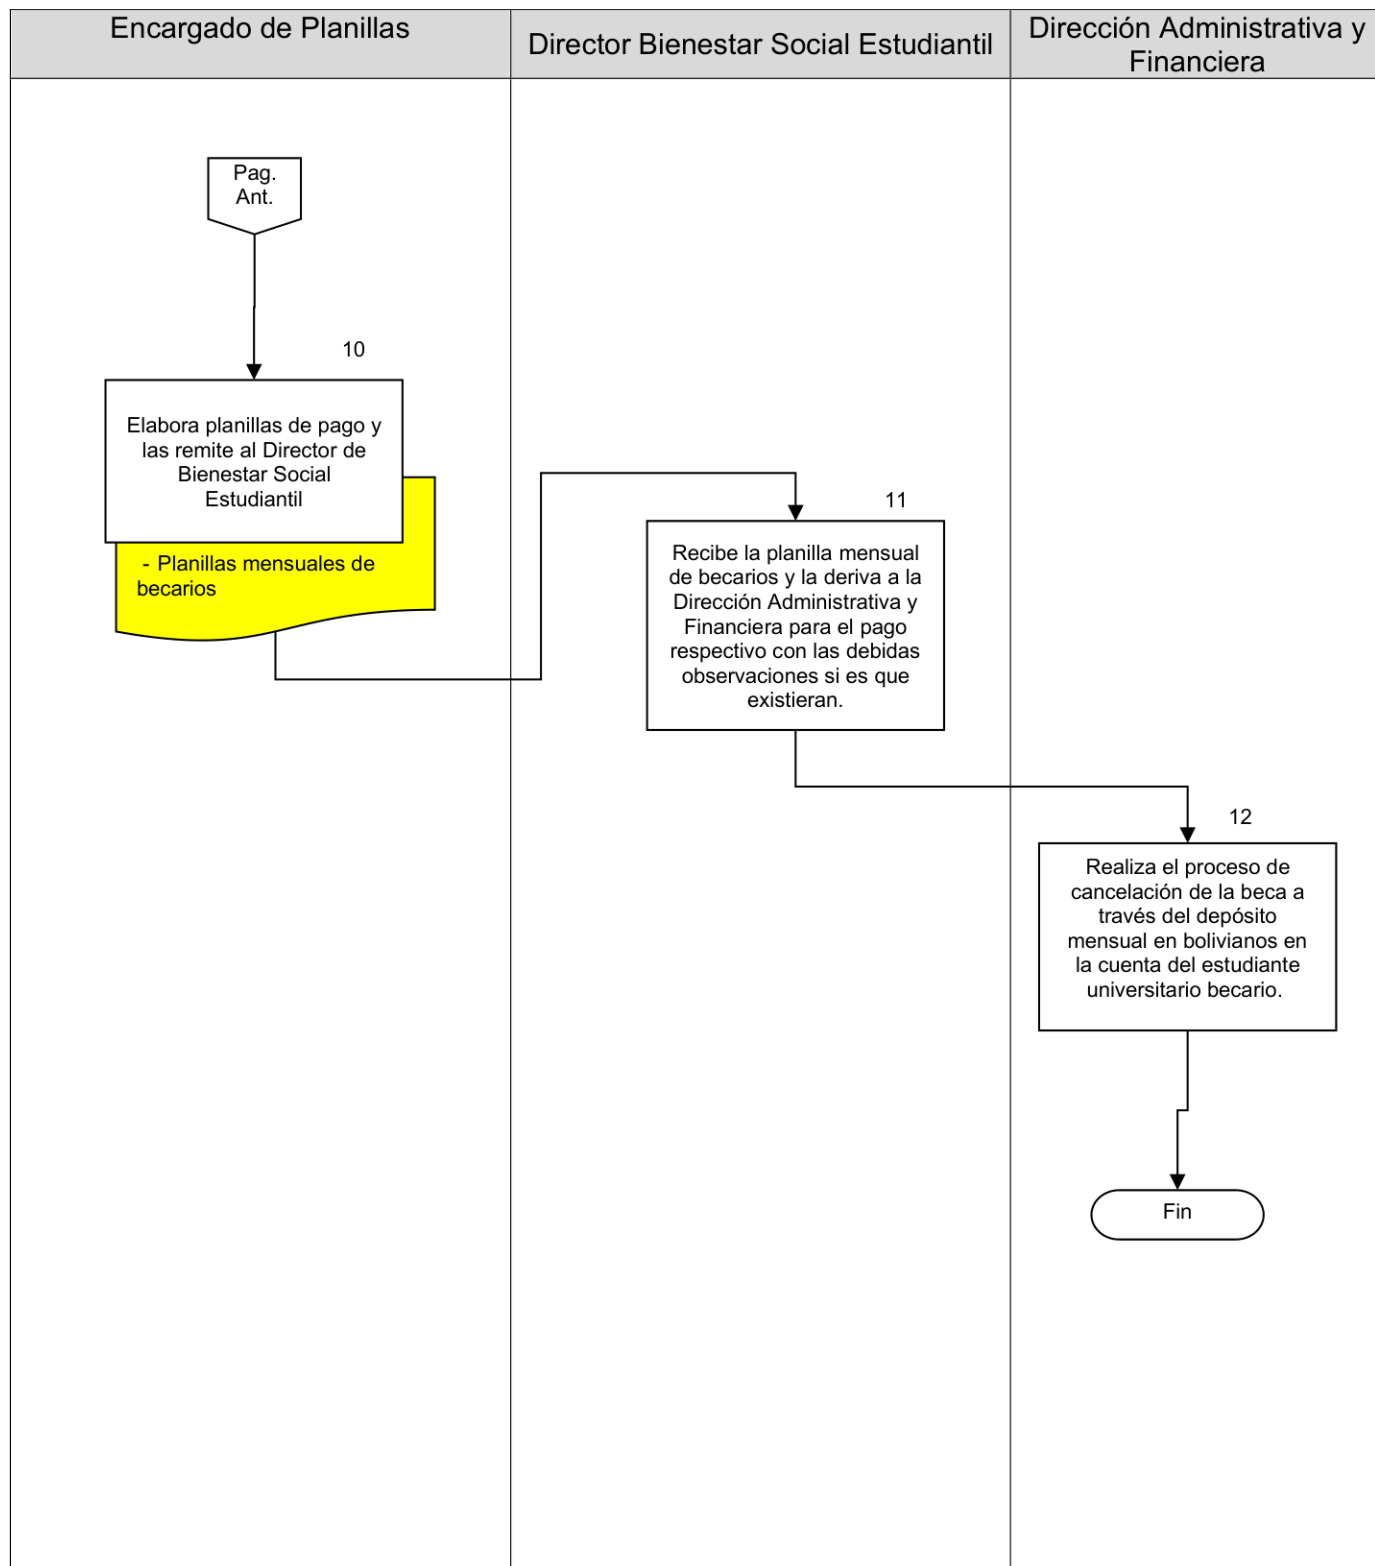 Encargado de Planillas
Director Bienestar Social Estudiantil
Dirección Administrativa y
Financiera
Pag.
Ant.
10
Elabora planillas de pago y
las remite al Director de
Bienestar Social
Estudiantil
- Planillas mensuales de
becarios
11
Recibe la planilla mensual
de becarios y la deriva a la
Dirección Administrativa y
Financiera para el pago
respectivo con las debidas
observaciones si es que
existieran.
12
Realiza el proceso de
cancelación de la beca a
través del depósito
mensual en bolivianos en
la cuenta del estudiante
universitario becario.
Fin